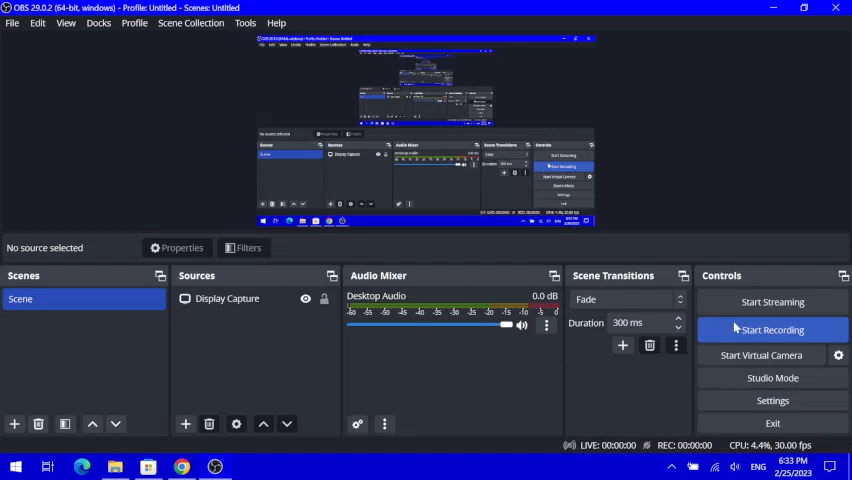 OBS 29.0.2 (64-bit, windows) - Profile: Untitled - Scenes: Untitled
File Edit View Docks Profile Scene Collection Tools Help
No source selected Properties Filters
Scenes Sources Audio Mixer Scene Transitions Controls
Scene Display Capture Desktop Audio 0.0 dB Fade Start Streaming
-60 -55 -50 -45 -40 -35 -30 -25 -20 -15 -10 -5 0
Duration 300 ms Start Recording
Start Virtual Camera
Studio Mode
Settings
Exit
LIVE: 00:00:00 REC: 00:00:00 CPU: 4.4%, 30.00 fps
ENG 6:33 PM
2/25/2023